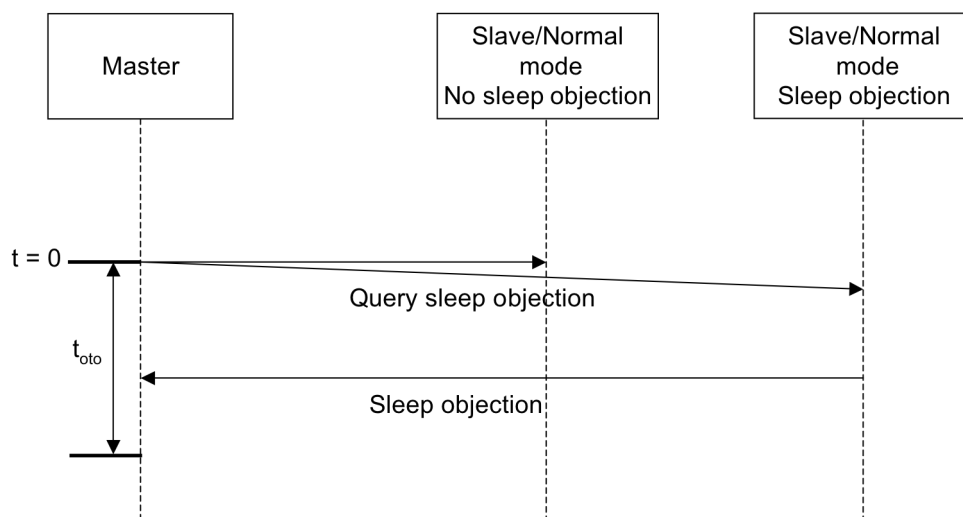 Master
Slave/Normal
mode
No sleep objection
Slave/Normal
mode
Sleep objection
t = 0
Query sleep objection
toto
Sleep objection